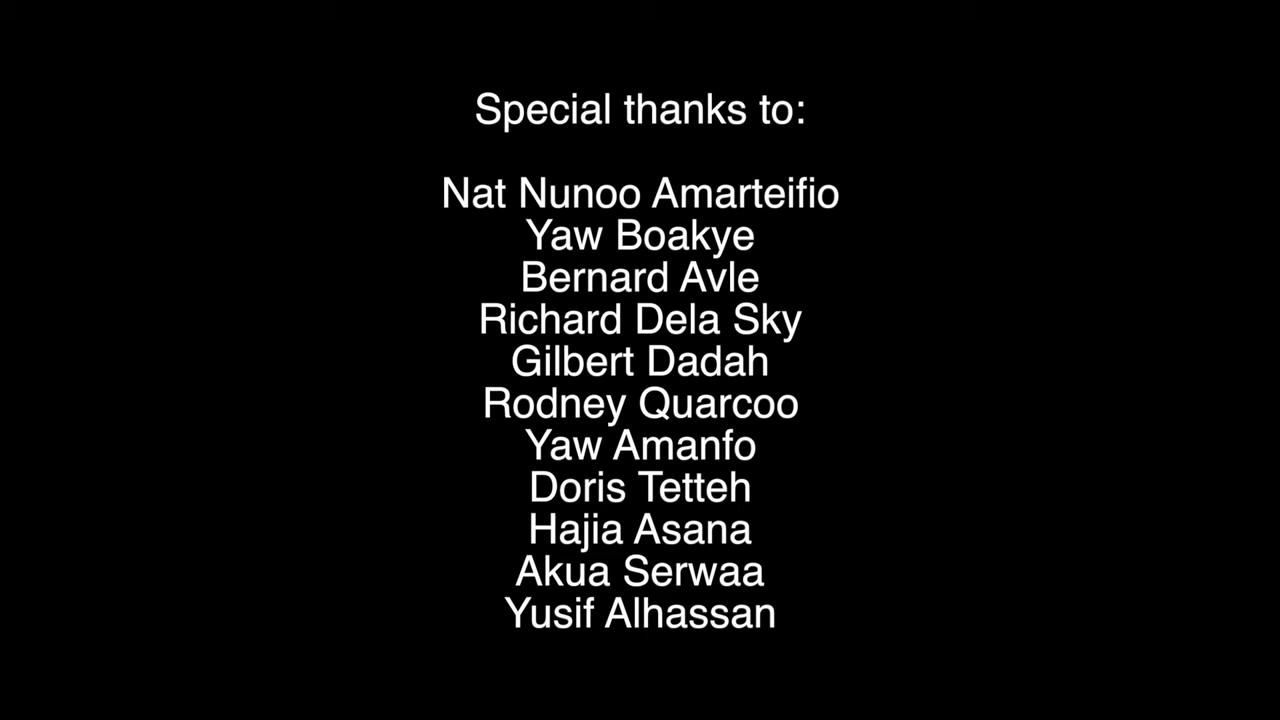 Special thanks to:
Nat Nunoo Amarteifio
Yaw Boakye
Bernard Avle
Richard Dela Sky
Gilbert Dadah
Rodney Quarcoo
Yaw Amanfo
Doris Tetteh
Hajia Asana
Akua Serwaa
Yusif Alhassan